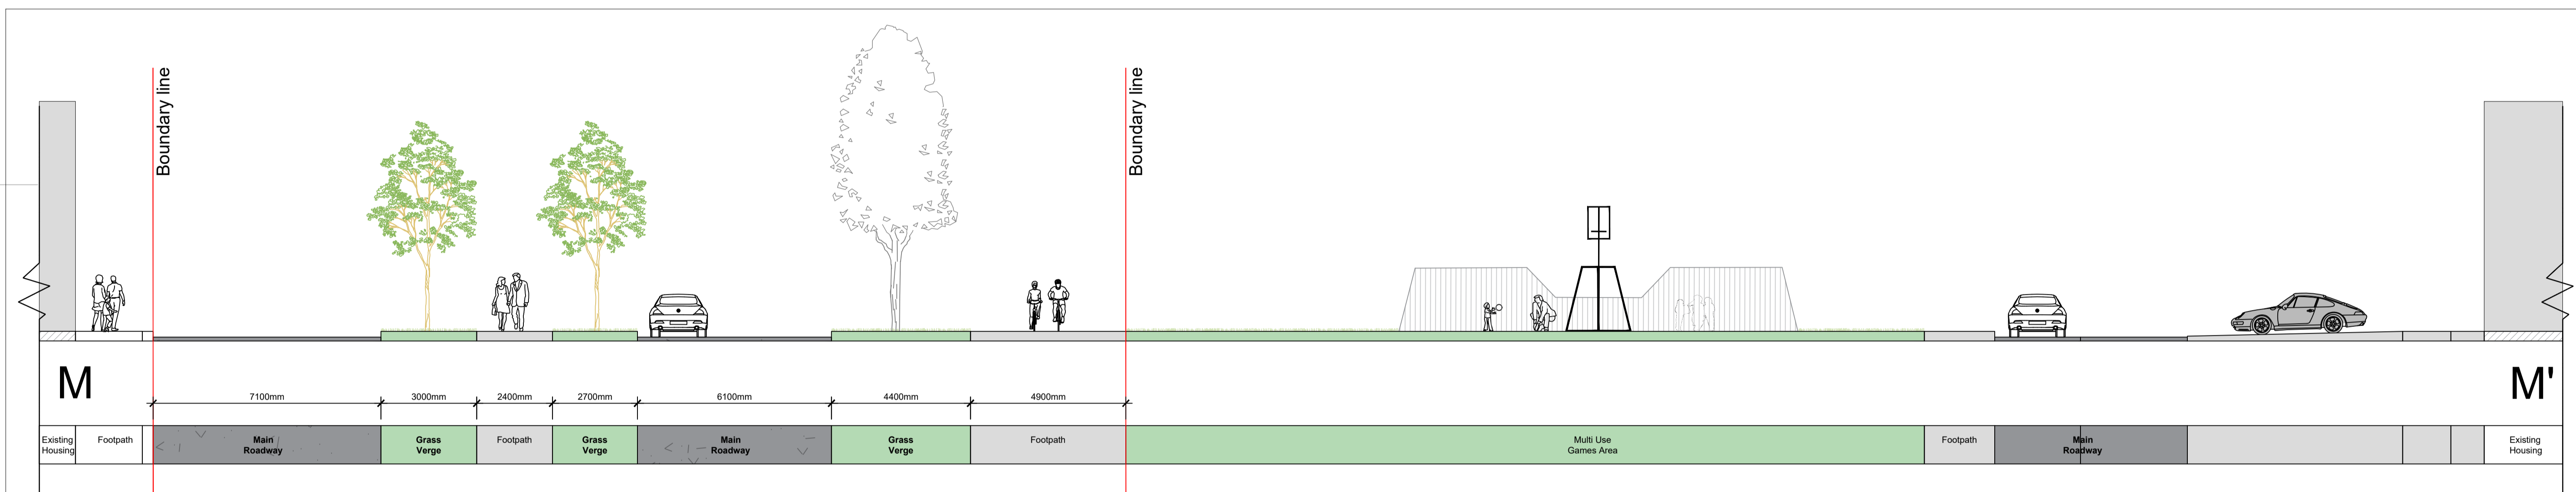 Boundary line
Boundary line
M
M'
7100mm
3000mm
2400mm
2700mm
6100mm
4400mm
4900mm
Existing
Housing
Footpath
Main
Roadway
Grass
Verge
Footpath
Grass
Verge
Main
Roadway
Grass
Verge
Footpath
Multi Use
Games Area
Footpath
Main
Roadway
Existing
Housing